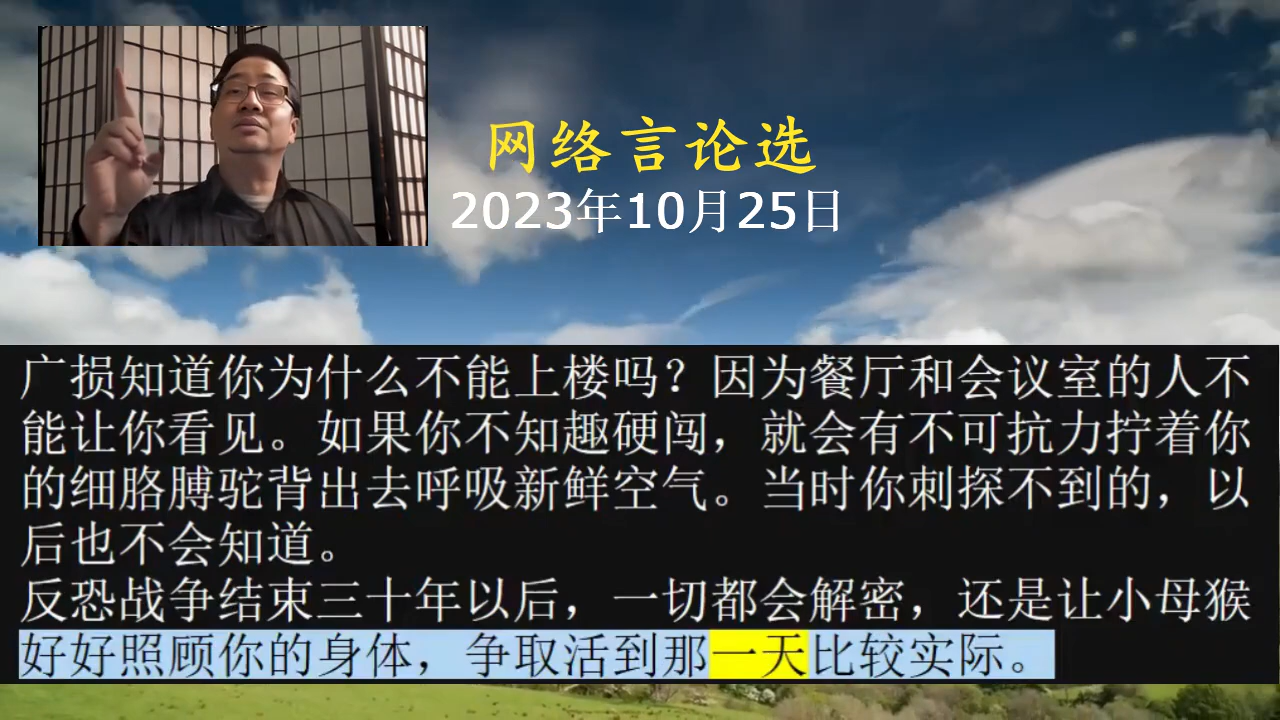 网络言论选
2023年10月25日
广损知道你为什么不能上楼吗？因为餐厅和会议室的人不
能让你看见。如果你不知趣硬闯，就会有不可抗力拧着你
的细胳膊驼背出去呼吸新鲜空气。当时你刺探不到的，以
后也不会知道。
反恐战争结束三十年以后，一切都会解密，还是让小母猴
好好照顾你的身体，争取活到那一天比较实际。